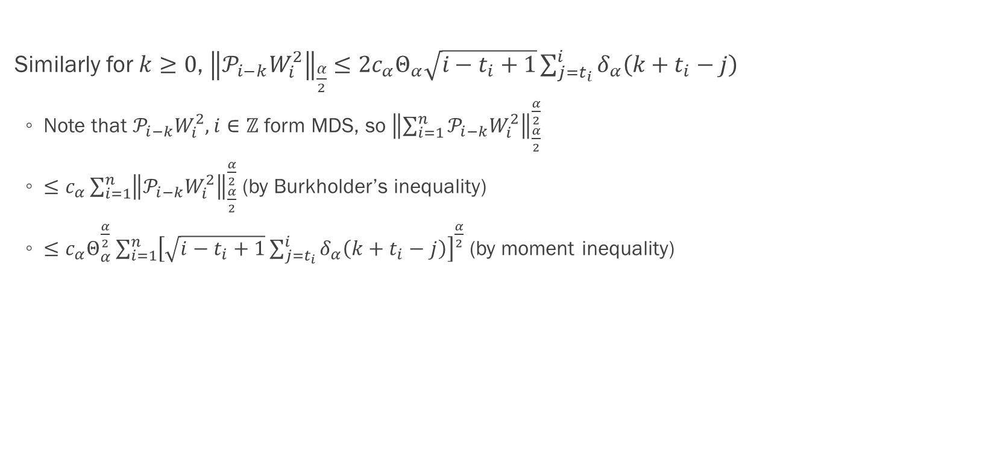 Similarly for $k \geq 0$, $\left\|\mathcal{P}_{i-k}W_i^2\right\|_{\frac{\alpha}{2}} \leq 2c_\alpha\Theta_\alpha\sqrt{i-t_i+1}\sum_{j=t_i}^{i}\delta_\alpha(k+t_i-j)$
◦ Note that $\mathcal{P}_{i-k}W_i^2, i \in \mathbb{Z}$ form MDS, so $\left\|\sum_{i=1}^{n}\mathcal{P}_{i-k}W_i^2\right\|_{\frac{\alpha}{2}}^{\frac{\alpha}{2}}$
◦ $\leq c_\alpha\sum_{i=1}^{n}\left\|\mathcal{P}_{i-k}W_i^2\right\|_{\frac{\alpha}{2}}^{\frac{\alpha}{2}}$ (by Burkholder’s inequality)
◦ $\leq c_\alpha\Theta_\alpha^{\frac{\alpha}{2}}\sum_{i=1}^{n}\left[\sqrt{i-t_i+1}\sum_{j=t_i}^{i}\delta_\alpha(k+t_i-j)\right]^{\frac{\alpha}{2}}$ (by moment inequality)